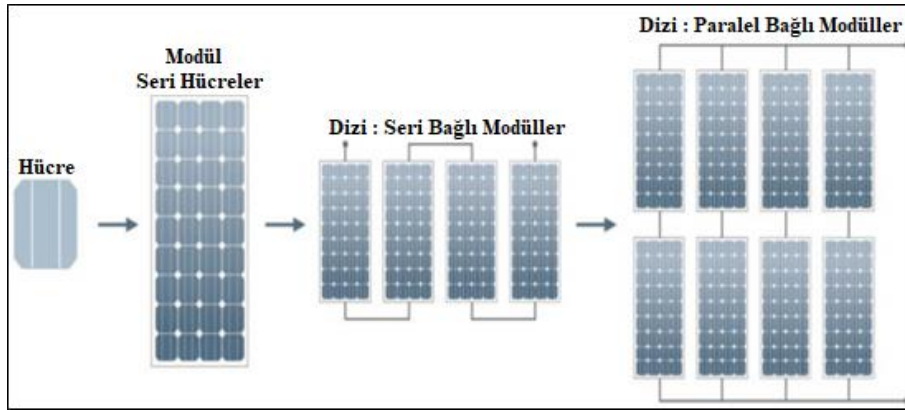 Hücre
Modül
Seri Hücreler
Dizi : Seri Bağlı Modüller
Dizi : Paralel Bağlı Modüller